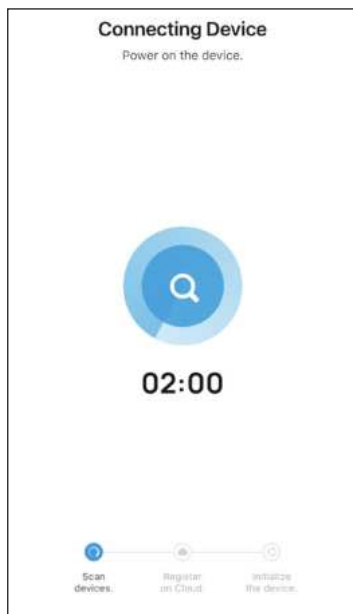 Connecting Device
Power on the device.
02:00
Scan
devices.
Register
on Cloud.
Initialize
the device.